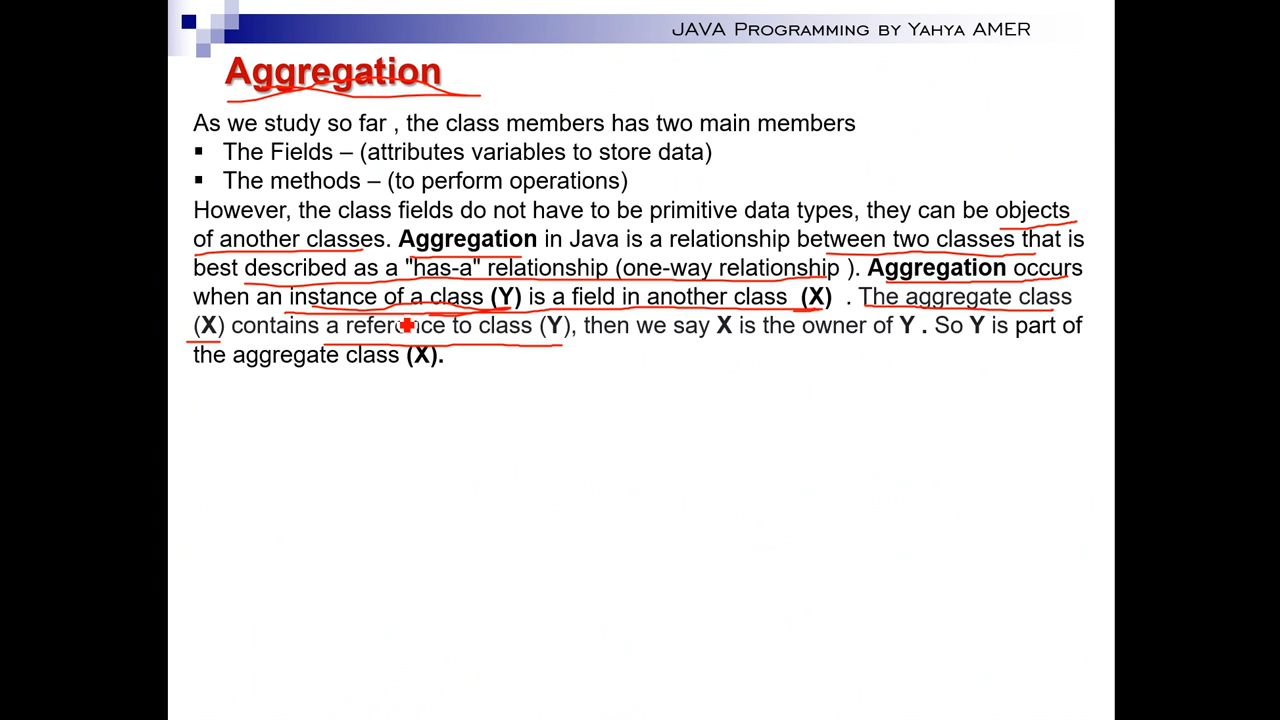 JAVA PROGRAMMING BY YAHYA AMER
Aggregation
As we study so far , the class members has two main members
▪ The Fields – (attributes variables to store data)
▪ The methods – (to perform operations)
However, the class fields do not have to be primitive data types, they can be objects
of another classes. Aggregation in Java is a relationship between two classes that is
best described as a "has-a" relationship (one-way relationship ). Aggregation occurs
when an instance of a class (Y) is a field in another class (X) . The aggregate class
(X) contains a reference to class (Y), then we say X is the owner of Y . So Y is part of
the aggregate class (X).